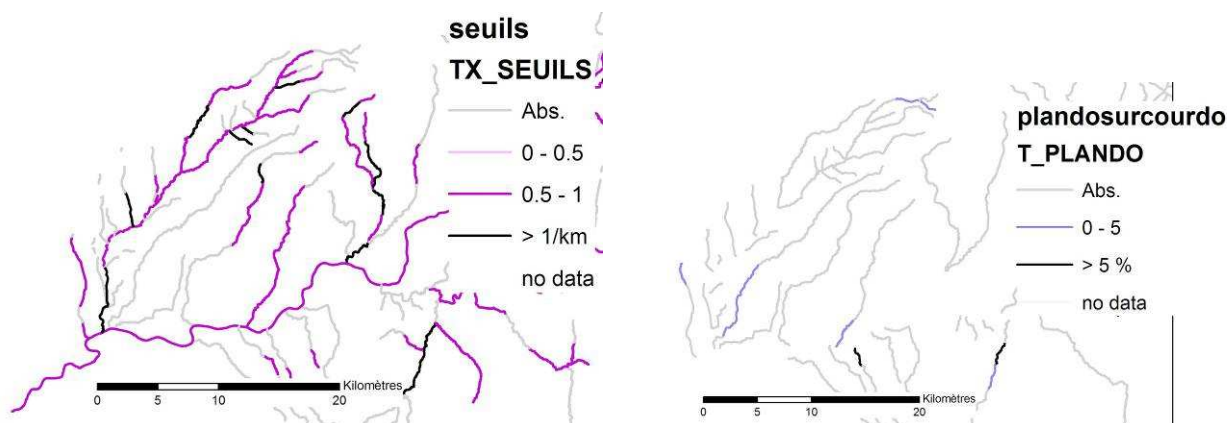 seuils
TX_SEUILS
Abs.
0 - 0.5
0.5 - 1
> 1/km
no data
Kilomètres
0 5 10 20
plandosurcourdo
T_PLANDO
Abs.
0 - 5
> 5 %
no data
Kilomètres
0 5 10 20